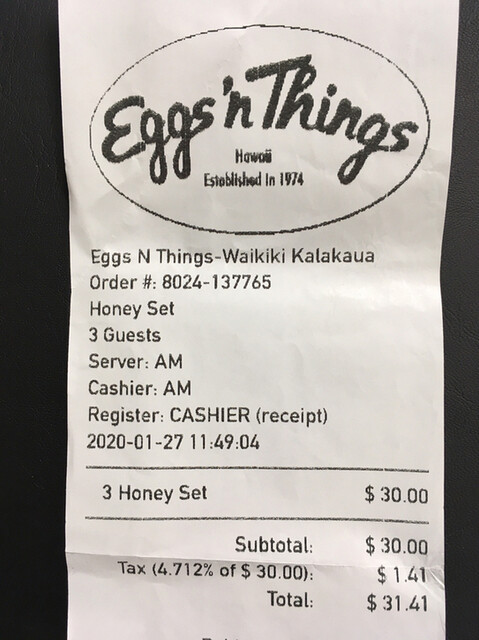 Eggs 'n Things
Hawaii
Established In 1974
Eggs N Things-Waikiki Kalakaua
Order #: 8024-137765
Honey Set
3 Guests
Server: AM
Cashier: AM
Register: CASHIER (receipt)
2020-01-27 11:49:04
3 Honey Set $ 30.00
Subtotal: $ 30.00
Tax (4.712% of $ 30.00): $ 1.41
Total: $ 31.41